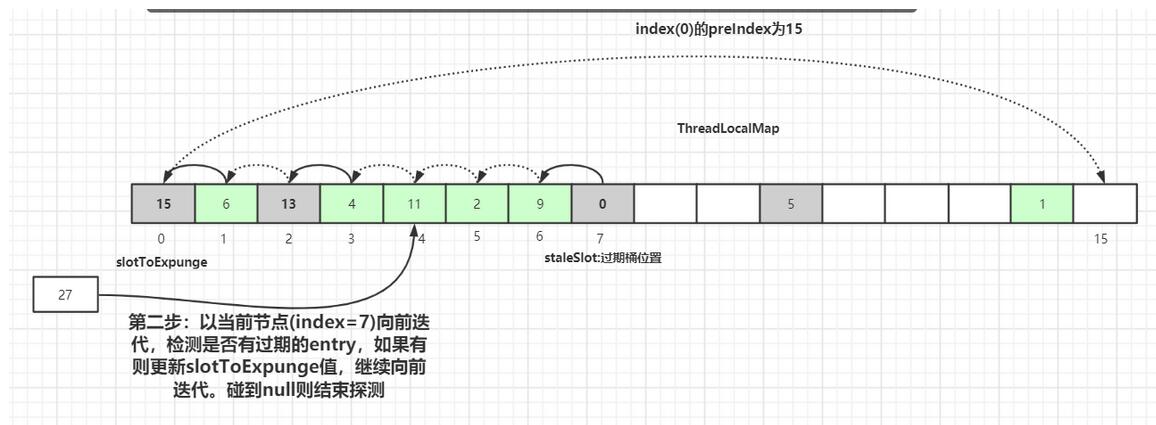 index(0)的preIndex为15
ThreadLocalMap
15 6 13 4 11 2 9 0 5 1
0 1 2 3 4 5 6 7 15
slotToExpunge
staleSlot:过期桶位置
27
第二步：以当前节点(index=7)向前迭
代，检测是否有过期的entry，如果有
则更新slotToExpunge值，继续向前
迭代。碰到null则结束探测